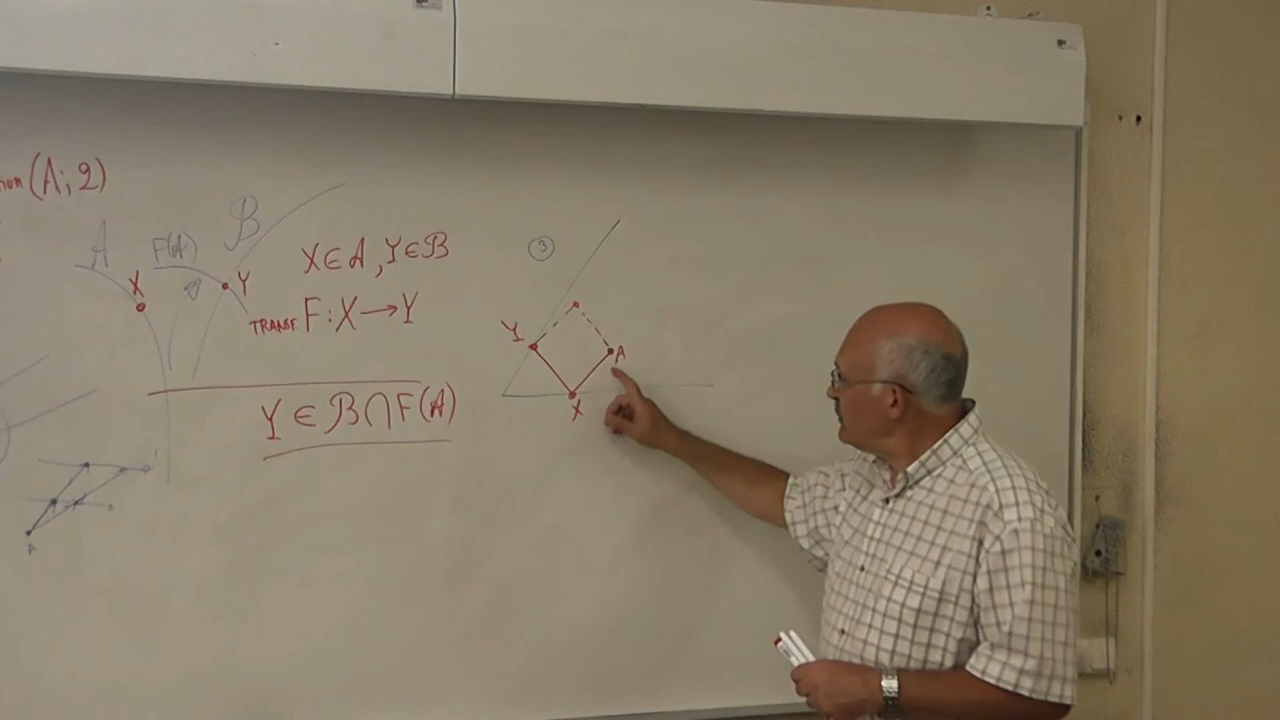 (A; 2)
A F(A) B
X Y
X ∈ A, Y ∈ B
TRANSF. F : X → Y
Y ∈ B ∩ F(A)
3
Y A
X